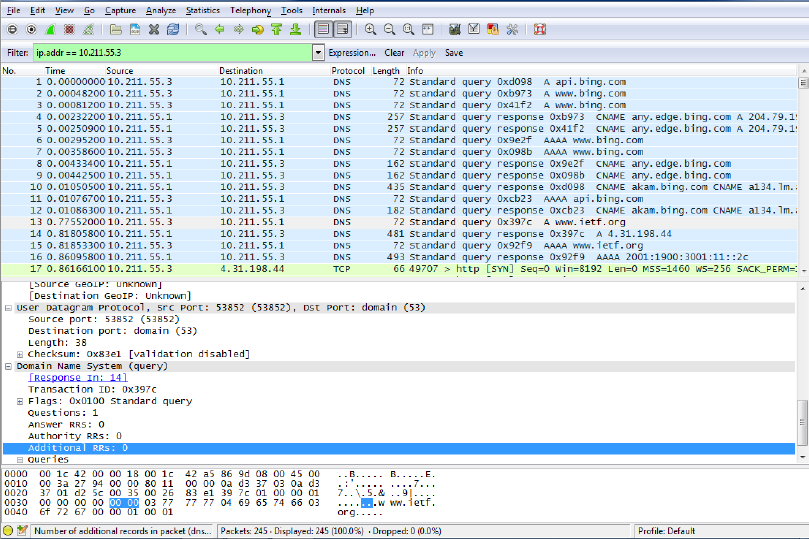 File Edit View Go Capture Analyze Statistics Telephony Tools Internals Help
Filter: ip.addr == 10.211.55.3 Expression... Clear Apply Save
No. Time Source Destination Protocol Length Info
1 0.00000000 10.211.55.3 10.211.55.1 DNS 72 Standard query 0xd098 A api.bing.com
2 0.00048200 10.211.55.3 10.211.55.1 DNS 72 Standard query 0xb973 A www.bing.com
3 0.00081200 10.211.55.3 10.211.55.1 DNS 72 Standard query 0x41f2 A www.bing.com
4 0.00232200 10.211.55.1 10.211.55.3 DNS 257 Standard query response 0xb973 CNAME any.edge.bing.com A 204.79.19
5 0.00250900 10.211.55.1 10.211.55.3 DNS 257 Standard query response 0x41f2 CNAME any.edge.bing.com A 204.79.19
6 0.00295200 10.211.55.3 10.211.55.1 DNS 72 Standard query 0x9e2f AAAA www.bing.com
7 0.00358600 10.211.55.3 10.211.55.1 DNS 72 Standard query 0x098b AAAA www.bing.com
8 0.00433400 10.211.55.1 10.211.55.3 DNS 162 Standard query response 0x9e2f CNAME any.edge.bing.com
9 0.00442500 10.211.55.1 10.211.55.3 DNS 162 Standard query response 0x098b CNAME any.edge.bing.com
10 0.01050500 10.211.55.1 10.211.55.3 DNS 435 Standard query response 0xd098 CNAME akam.bing.com CNAME a134.lm.a
11 0.01076700 10.211.55.3 10.211.55.1 DNS 72 Standard query 0xcb23 AAAA api.bing.com
12 0.01086300 10.211.55.1 10.211.55.3 DNS 182 Standard query response 0xcb23 CNAME akam.bing.com CNAME a134.lm.a
13 0.77552000 10.211.55.3 10.211.55.1 DNS 72 Standard query 0x397c A www.ietf.org
14 0.81805800 10.211.55.1 10.211.55.3 DNS 481 Standard query response 0x397c A 4.31.198.44
15 0.81853300 10.211.55.3 10.211.55.1 DNS 72 Standard query 0x92f9 AAAA www.ietf.org
16 0.86095800 10.211.55.1 10.211.55.3 DNS 493 Standard query response 0x92f9 AAAA 2001:1900:3001:11::2c
17 0.86166100 10.211.55.3 4.31.198.44 TCP 66 49707 > http [SYN] Seq=0 Win=8192 Len=0 MSS=1460 WS=256 SACK_PERM=1
[Source GeoIP: Unknown]
[Destination GeoIP: Unknown]
User Datagram Protocol, Src Port: 53852 (53852), Dst Port: domain (53)
Source port: 53852 (53852)
Destination port: domain (53)
Length: 38
Checksum: 0x83e1 [validation disabled]
Domain Name System (query)
[Response In: 14]
Transaction ID: 0x397c
Flags: 0x0100 Standard query
Questions: 1
Answer RRs: 0
Authority RRs: 0
Additional RRs: 0
Queries
0000 00 1c 42 00 00 18 00 1c 42 a5 86 9d 08 00 45 00 ..B..... B.....E.
0010 00 3a 27 94 00 00 80 11 00 00 0a d3 37 03 0a d3 .:'..... ....7...
0020 37 01 d2 5c 00 35 00 26 83 e1 39 7c 01 00 00 01 7..\.5.& ..9|....
0030 00 00 00 00 00 00 03 77 77 77 04 69 65 74 66 03 .......w ww.ietf.
0040 6f 72 67 00 00 01 00 01 org.....
Number of additional records in packet (dns... Packets: 245 · Displayed: 245 (100.0%) · Dropped: 0 (0.0%) Profile: Default